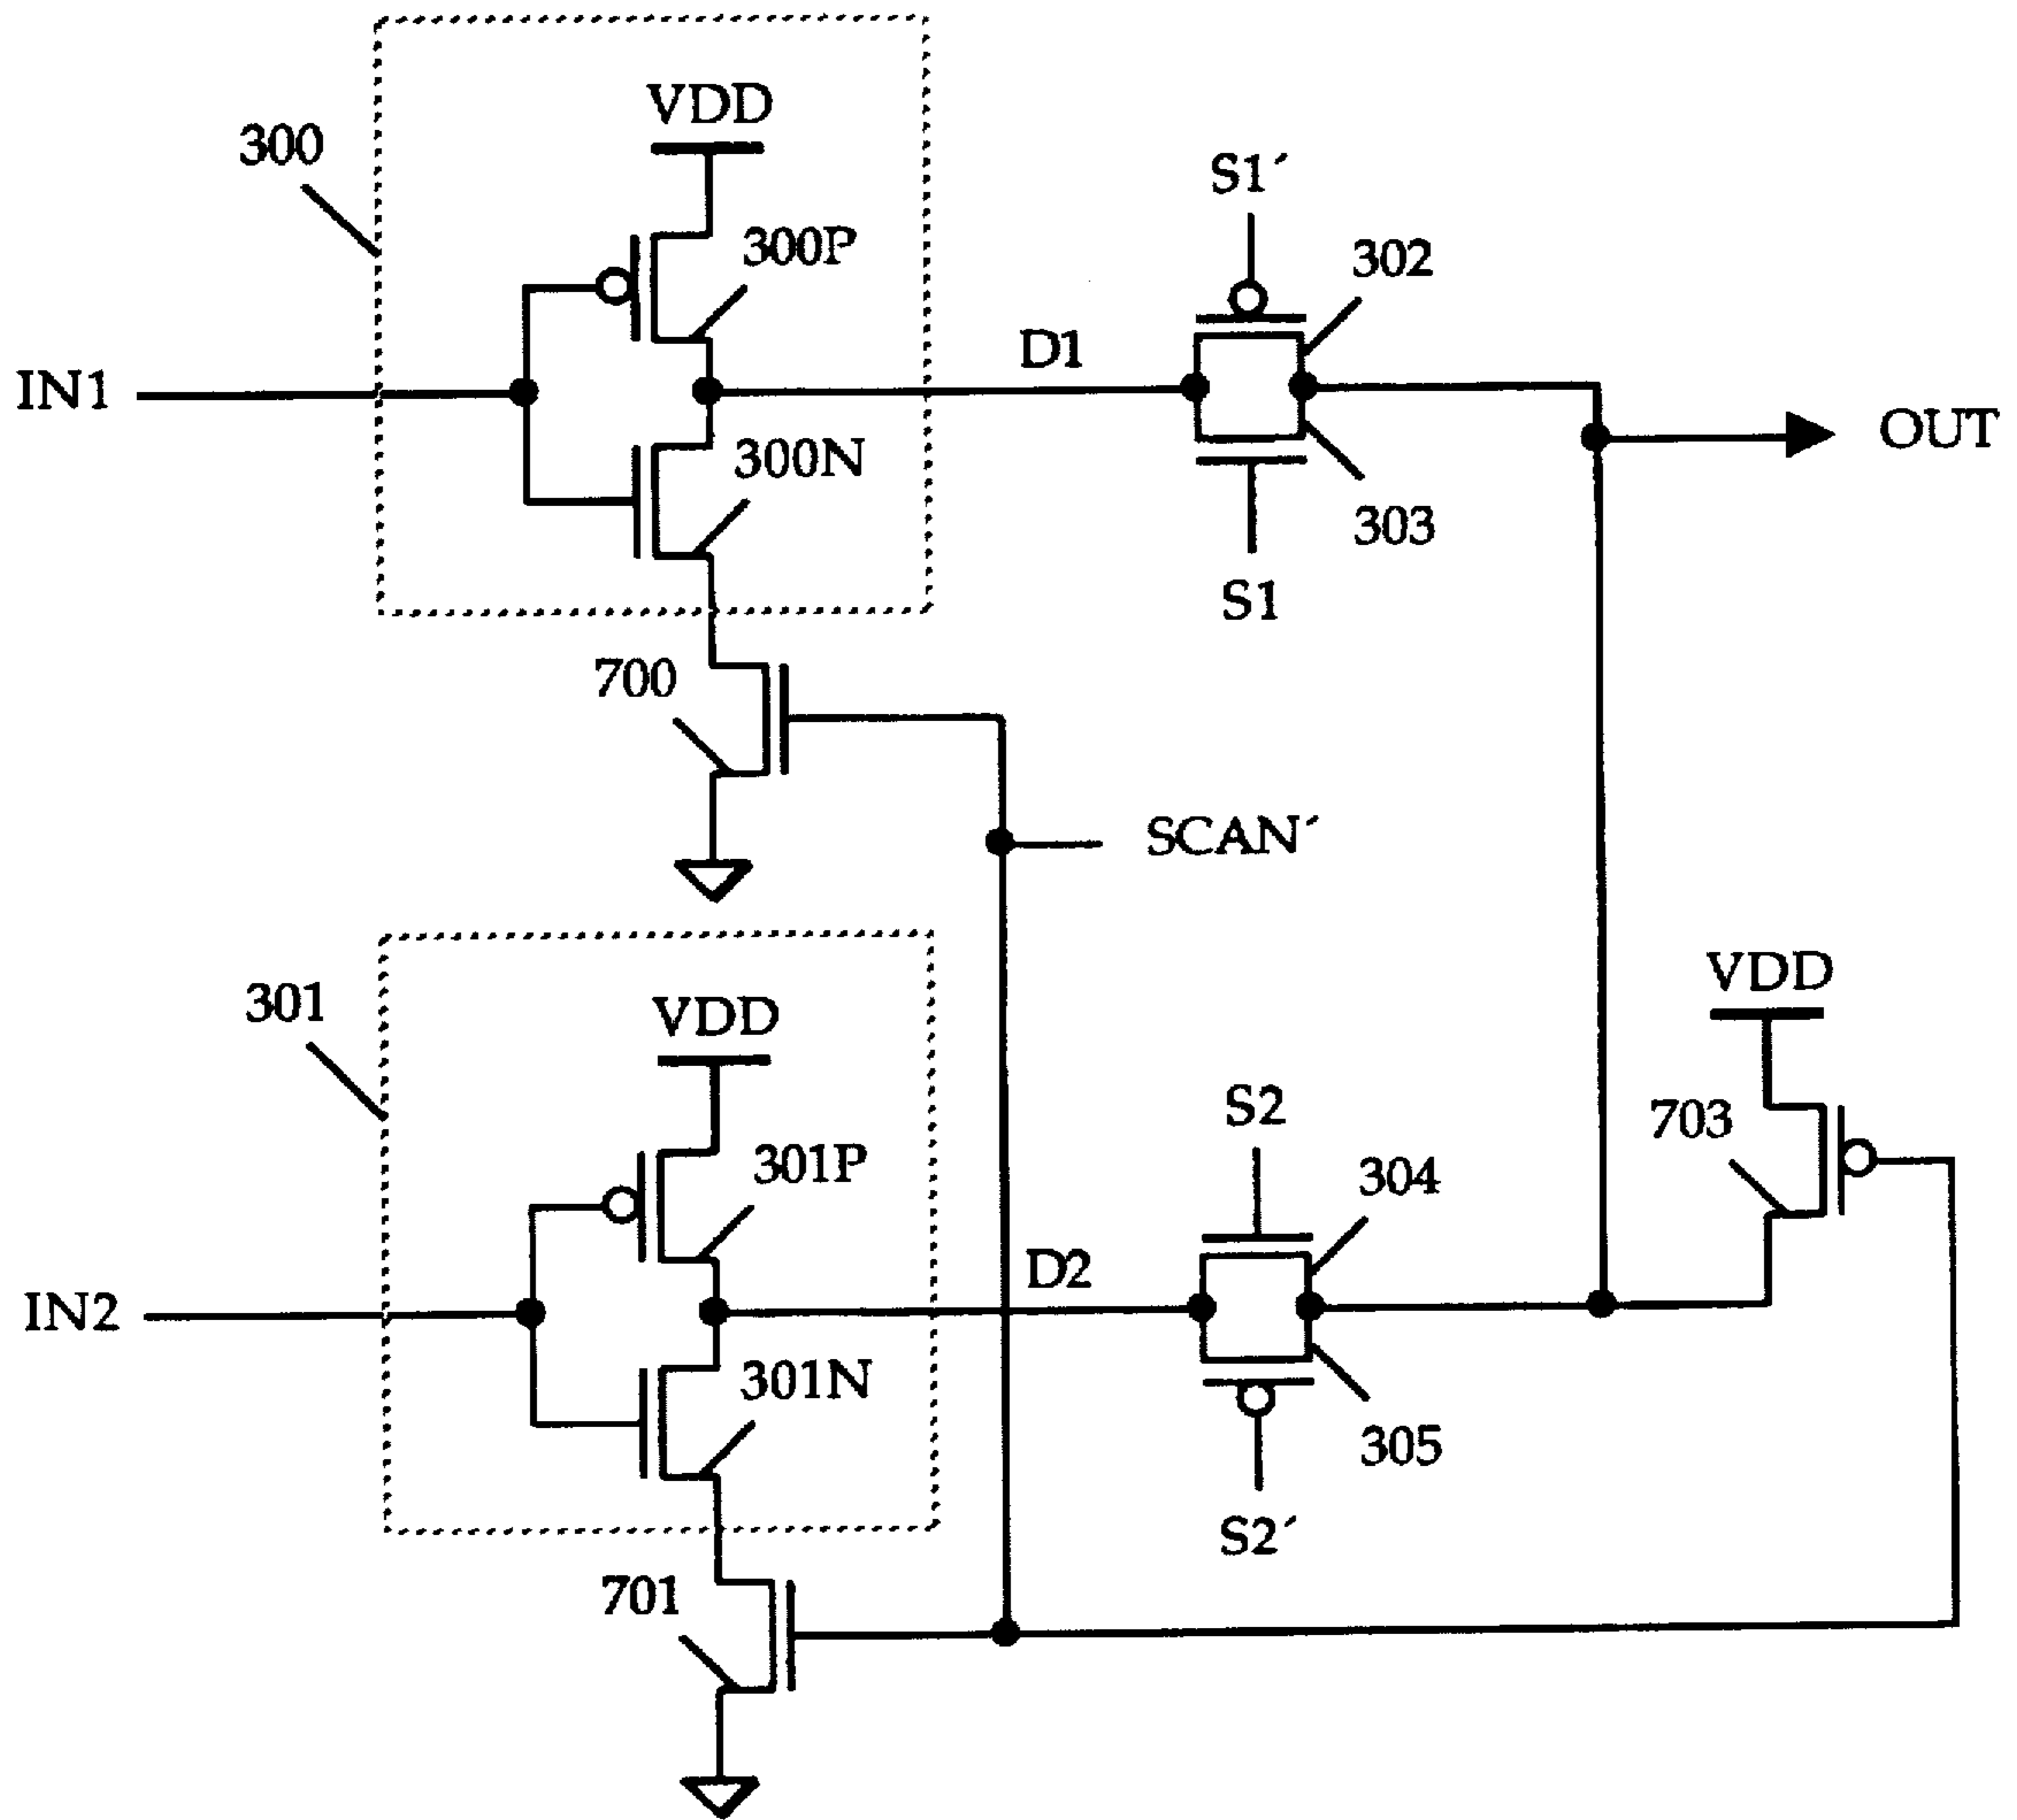 VDD
300
S1´
300P
302
D1
IN1
OUT
300N
303
S1
700
SCAN´
VDD
301
VDD
S2
703
301P
304
D2
IN2
301N
305
S2´
701